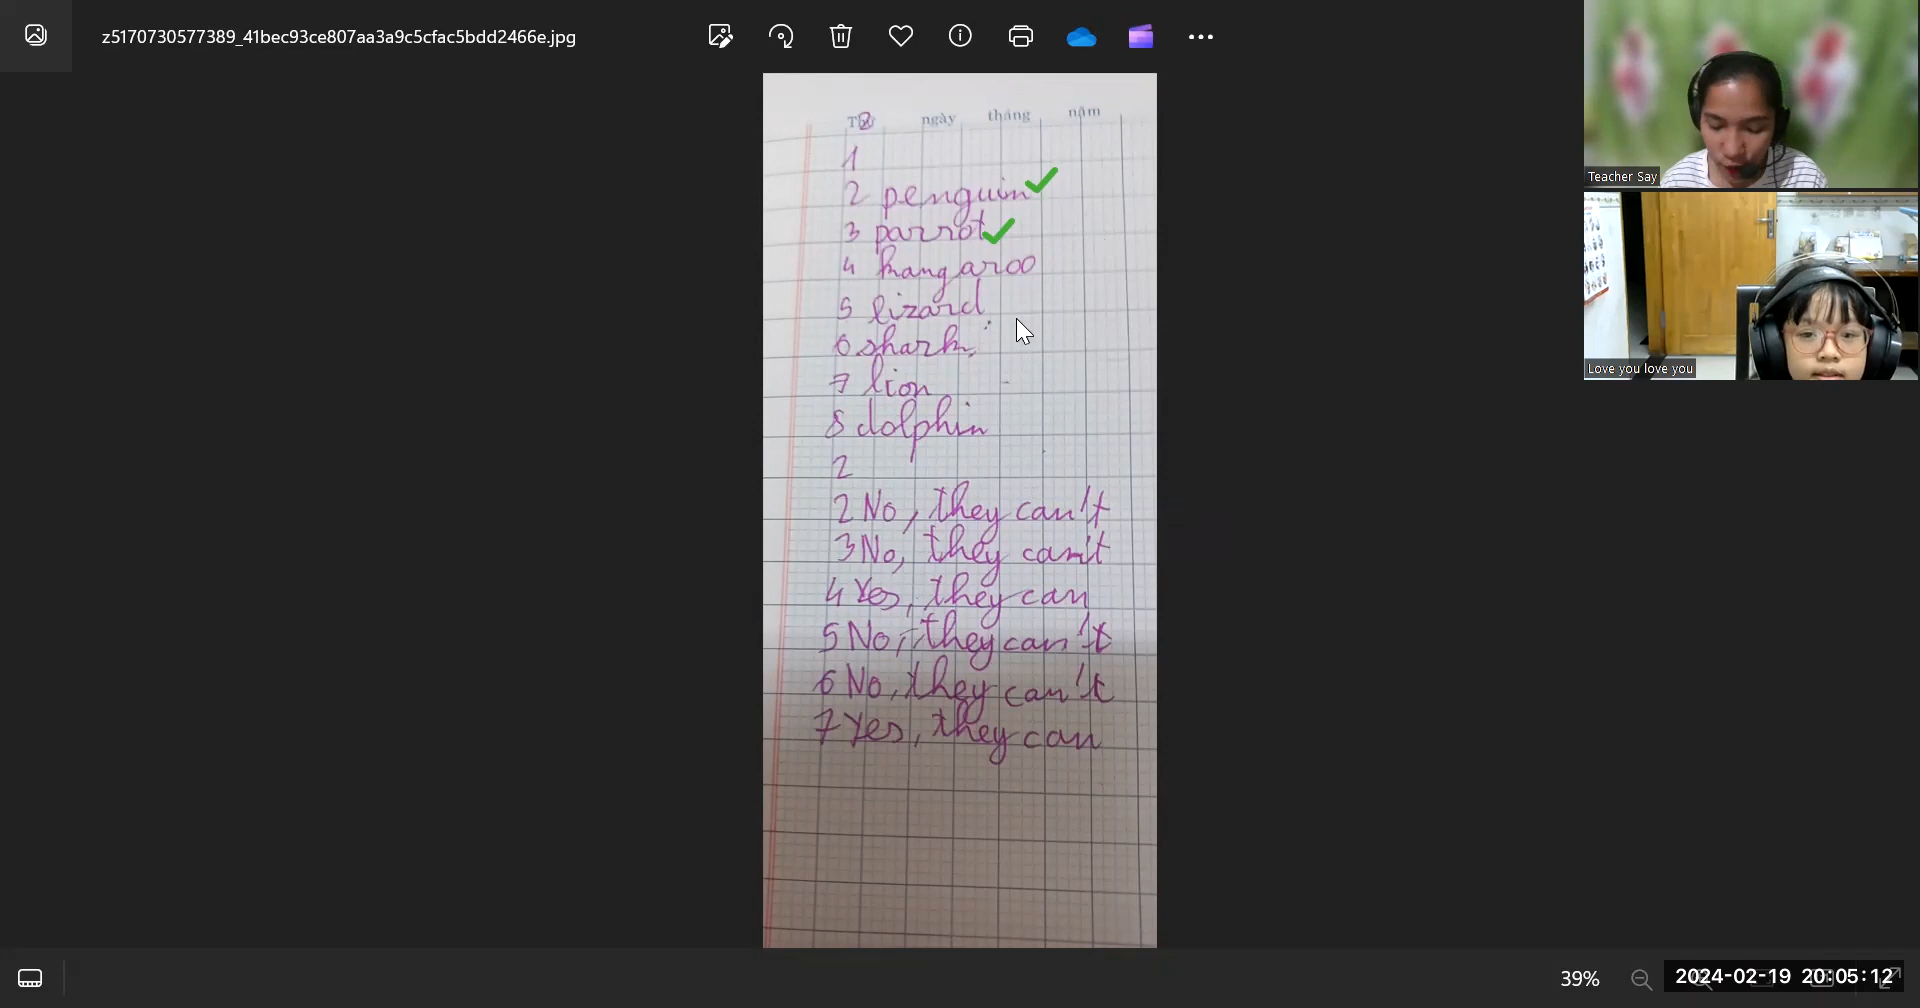 z5170730577389_41bec93ce807aa3a9c5cfac5bdd2466e.jpg
Teacher Say
Love you love you
Thứ ngày tháng năm
1
2 penguin
3 parrot
4 kangaroo
5 lizard
6 shark
7 lion
8 dolphin
2
2 No, they can't
3 No, they can't
4 Yes, they can
5 No, they can't
6 No, they can't
7 Yes, they can
39%
2024-02-19 20:05:12